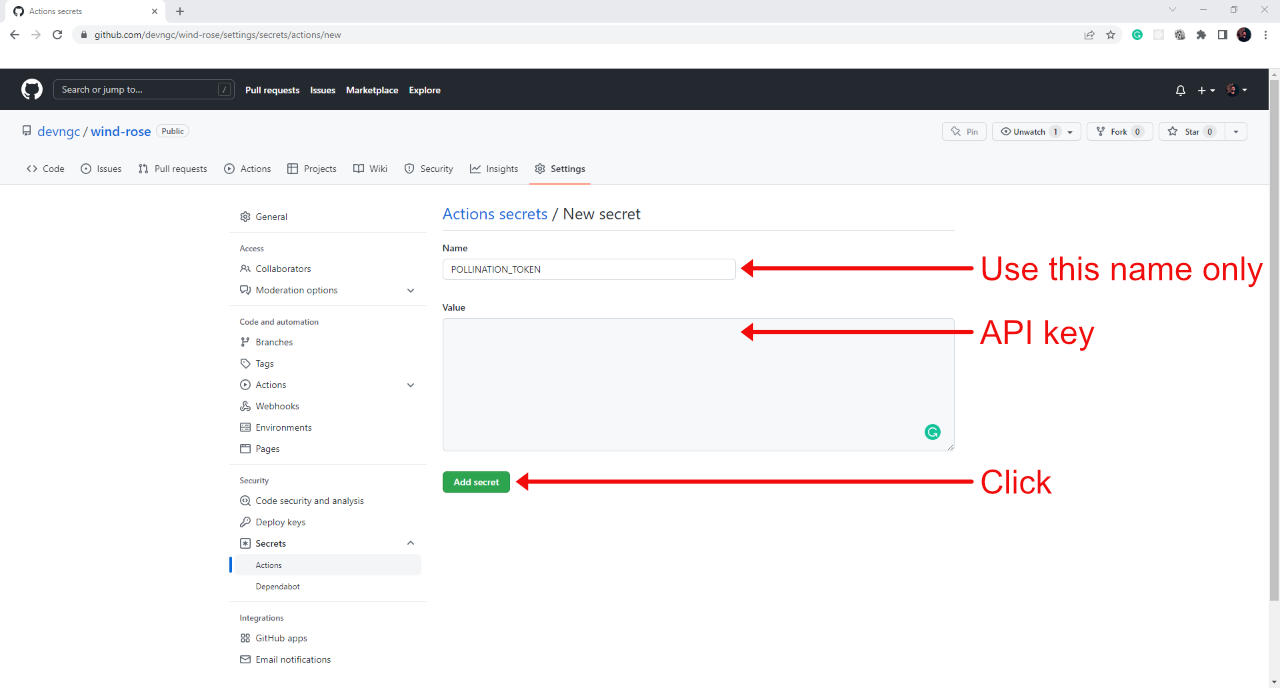 Actions secrets
github.com/devngc/wind-rose/settings/secrets/actions/new
Search or jump to... /
Pull requests Issues Marketplace Explore
devngc / wind-rose Public
Pin Unwatch 1 Fork 0 Star 0
Code Issues Pull requests Actions Projects Wiki Security Insights Settings
General
Access
Collaborators
Moderation options
Code and automation
Branches
Tags
Actions
Webhooks
Environments
Pages
Security
Code security and analysis
Deploy keys
Secrets
Actions
Dependabot
Integrations
GitHub apps
Email notifications
Actions secrets / New secret
Name
POLLINATION_TOKEN
Use this name only
Value
API key
Add secret
Click